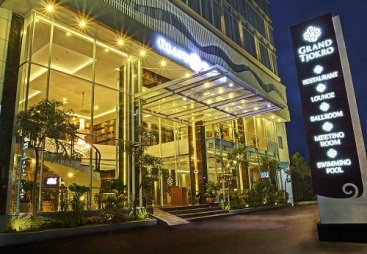 GRAND
TJOKRO
RESTAURANT
LOUNGE
BALLROOM
MEETING
ROOM
SWIMMING
POOL